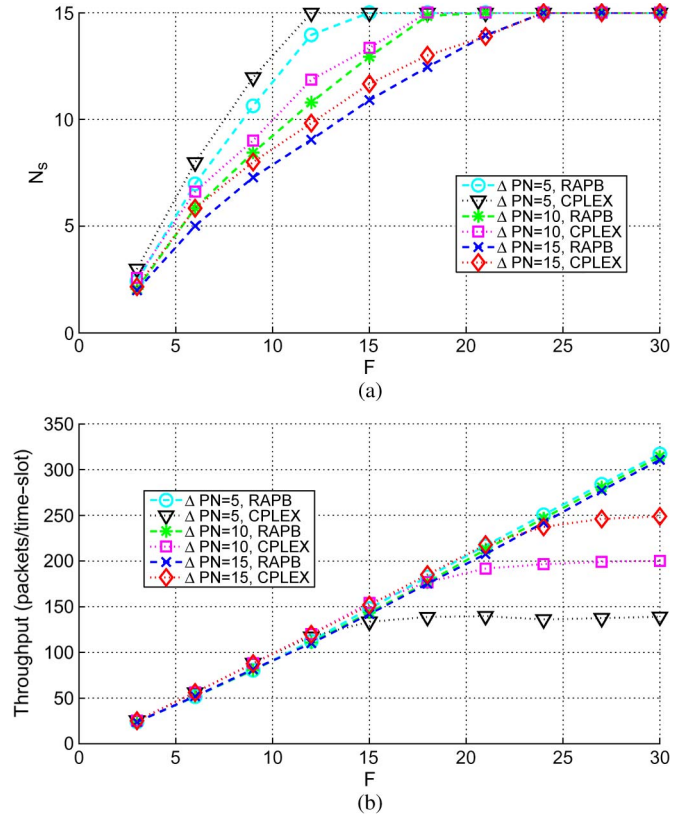 15
10
5
0
N_s
Δ PN=5, RAPB
Δ PN=5, CPLEX
Δ PN=10, RAPB
Δ PN=10, CPLEX
Δ PN=15, RAPB
Δ PN=15, CPLEX
0 5 10 15 20 25 30
F
(a)
350
300
250
200
150
100
50
0
Throughput (packets/time-slot)
Δ PN=5, RAPB
Δ PN=5, CPLEX
Δ PN=10, RAPB
Δ PN=10, CPLEX
Δ PN=15, RAPB
Δ PN=15, CPLEX
0 5 10 15 20 25 30
F
(b)